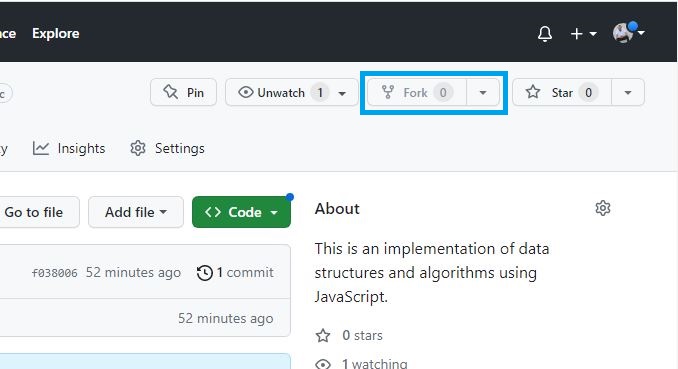 Explore
Pin
Unwatch 1
Fork 0
Star 0
Insights
Settings
Go to file
Add file
<> Code
About
This is an implementation of data
structures and algorithms using
JavaScript.
f038006 52 minutes ago
1 commit
52 minutes ago
0 stars
1 watching